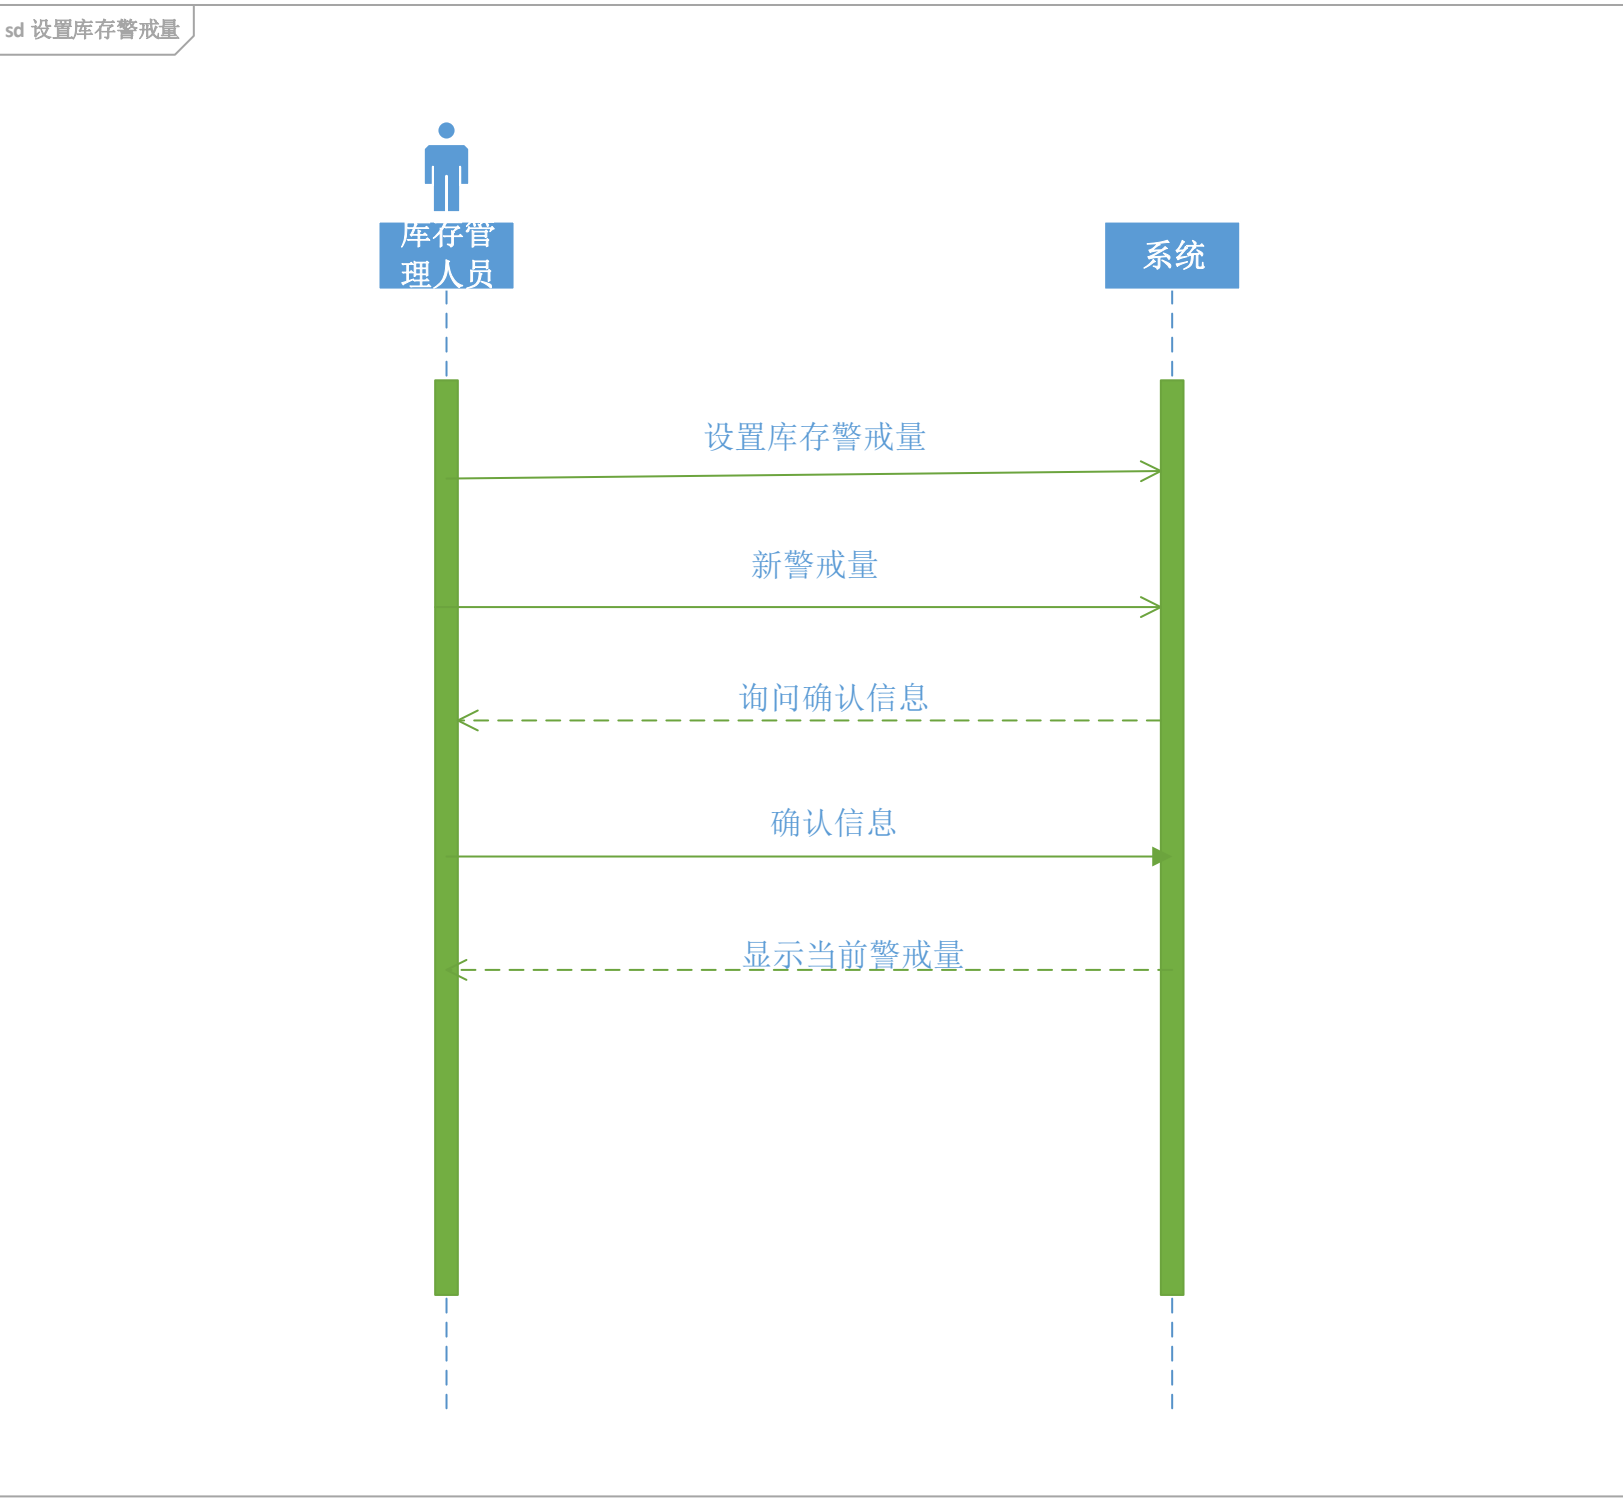 sd 设置库存警戒量
库存管
理人员
系统
设置库存警戒量
新警戒量
询问确认信息
确认信息
显示当前警戒量